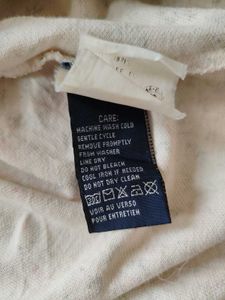 CARE:
MACHINE WASH COLD
GENTLE CYCLE
REMOVE PROMPTLY
FROM WASHER
LINE DRY
DO NOT BLEACH
COOL IRON IF NEEDED
DO NOT DRY CLEAN
VOIR AU VERSO
POUR ENTRETIEN